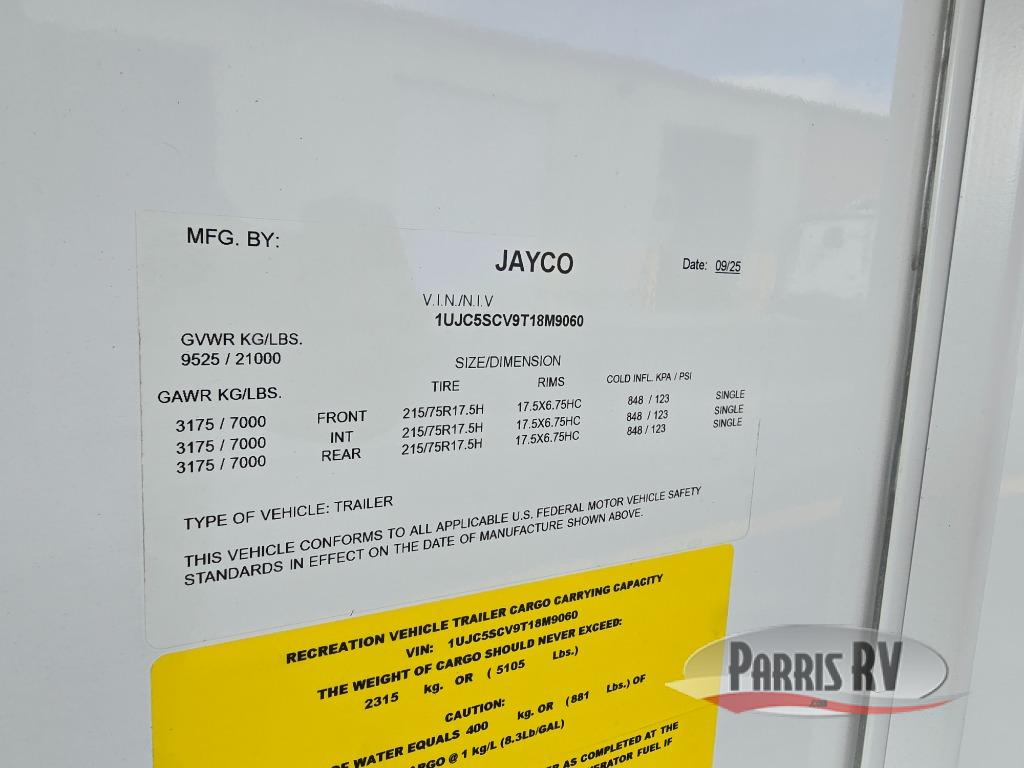 MFG. BY:
JAYCO
Date: 09/25
V.I.N./N.I.V
1UJC5SCV9T18M9060
GVWR KG/LBS.
9525 / 21000
SIZE/DIMENSION
GAWR KG/LBS. TIRE RIMS COLD INFL. KPA / PSI
3175 / 7000 FRONT 215/75R17.5H 17.5X6.75HC 848 / 123 SINGLE
3175 / 7000 INT 215/75R17.5H 17.5X6.75HC 848 / 123 SINGLE
3175 / 7000 REAR 215/75R17.5H 17.5X6.75HC 848 / 123 SINGLE
TYPE OF VEHICLE: TRAILER
THIS VEHICLE CONFORMS TO ALL APPLICABLE U.S. FEDERAL MOTOR VEHICLE SAFETY
STANDARDS IN EFFECT ON THE DATE OF MANUFACTURE SHOWN ABOVE.
RECREATION VEHICLE TRAILER CARGO CARRYING CAPACITY
VIN: 1UJC5SCV9T18M9060
THE WEIGHT OF CARGO SHOULD NEVER EXCEED:
2315 kg. OR ( 5105 Lbs.)
CAUTION:
OF WATER EQUALS 400 kg. OR (881 Lbs.) OF
CARGO @ 1 kg/L (8.3Lb/GAL)
AS COMPLETED AT THE
FUEL IF
PARRIS RV
.com